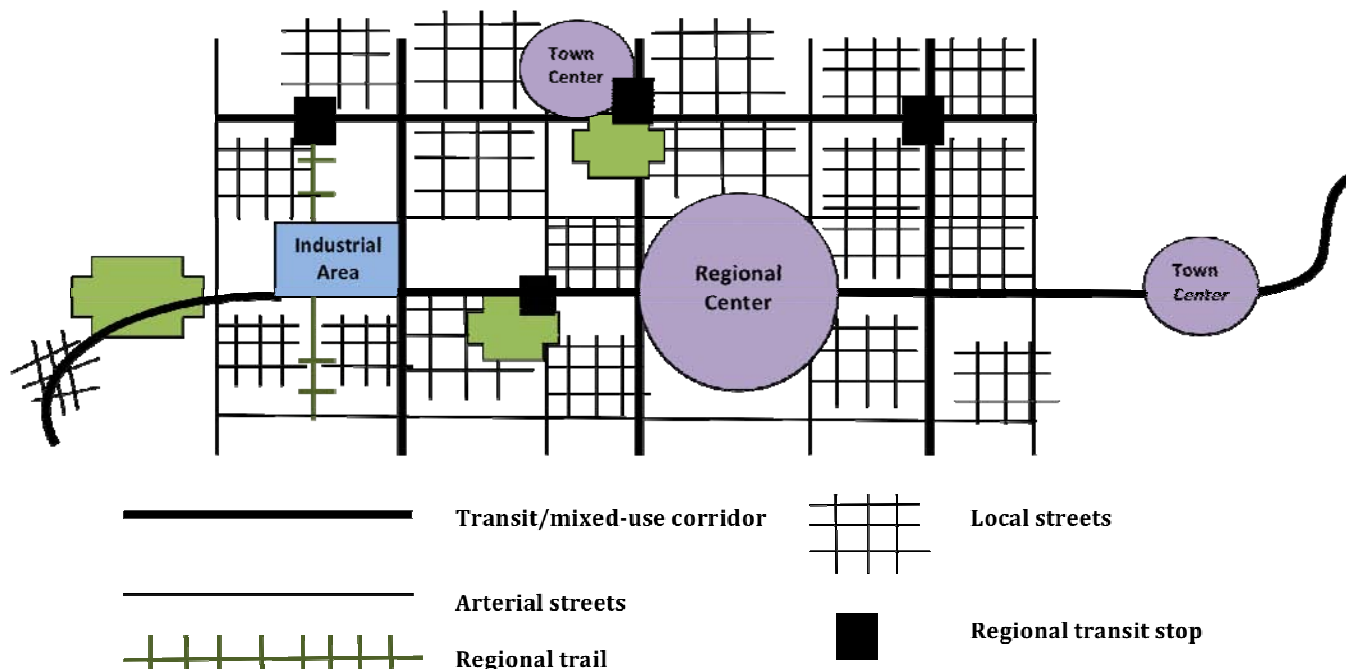 Town
Center
Industrial
Area
Regional
Center
Town
Center
Transit/mixed-use corridor
Local streets
Arterial streets
Regional transit stop
Regional trail